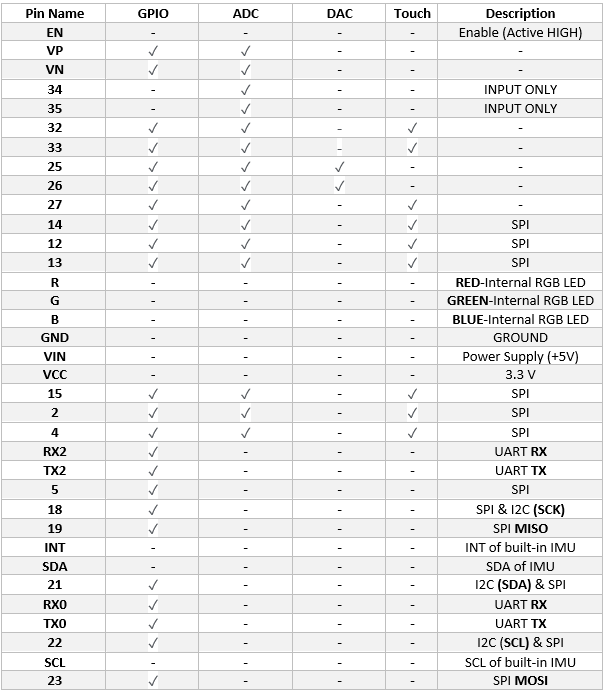 Pin Name GPIO ADC DAC Touch Description
EN - - - - Enable (Active HIGH)
VP ✓ ✓ - - -
VN ✓ ✓ - - -
34 - ✓ - - INPUT ONLY
35 - ✓ - - INPUT ONLY
32 ✓ ✓ - ✓ -
33 ✓ ✓ - ✓ -
25 ✓ ✓ ✓ - -
26 ✓ ✓ ✓ - -
27 ✓ ✓ - ✓ -
14 ✓ ✓ - ✓ SPI
12 ✓ ✓ - ✓ SPI
13 ✓ ✓ - ✓ SPI
R - - - - RED-Internal RGB LED
G - - - - GREEN-Internal RGB LED
B - - - - BLUE-Internal RGB LED
GND - - - - GROUND
VIN - - - - Power Supply (+5V)
VCC - - - - 3.3 V
15 ✓ ✓ - ✓ SPI
2 ✓ ✓ - ✓ SPI
4 ✓ ✓ - ✓ SPI
RX2 ✓ - - - UART RX
TX2 ✓ - - - UART TX
5 ✓ - - - SPI
18 ✓ - - - SPI & I2C (SCK)
19 ✓ - - - SPI MISO
INT - - - - INT of built-in IMU
SDA - - - - SDA of IMU
21 ✓ - - - I2C (SDA) & SPI
RX0 ✓ - - - UART RX
TX0 ✓ - - - UART TX
22 ✓ - - - I2C (SCL) & SPI
SCL - - - - SCL of built-in IMU
23 ✓ - - - SPI MOSI